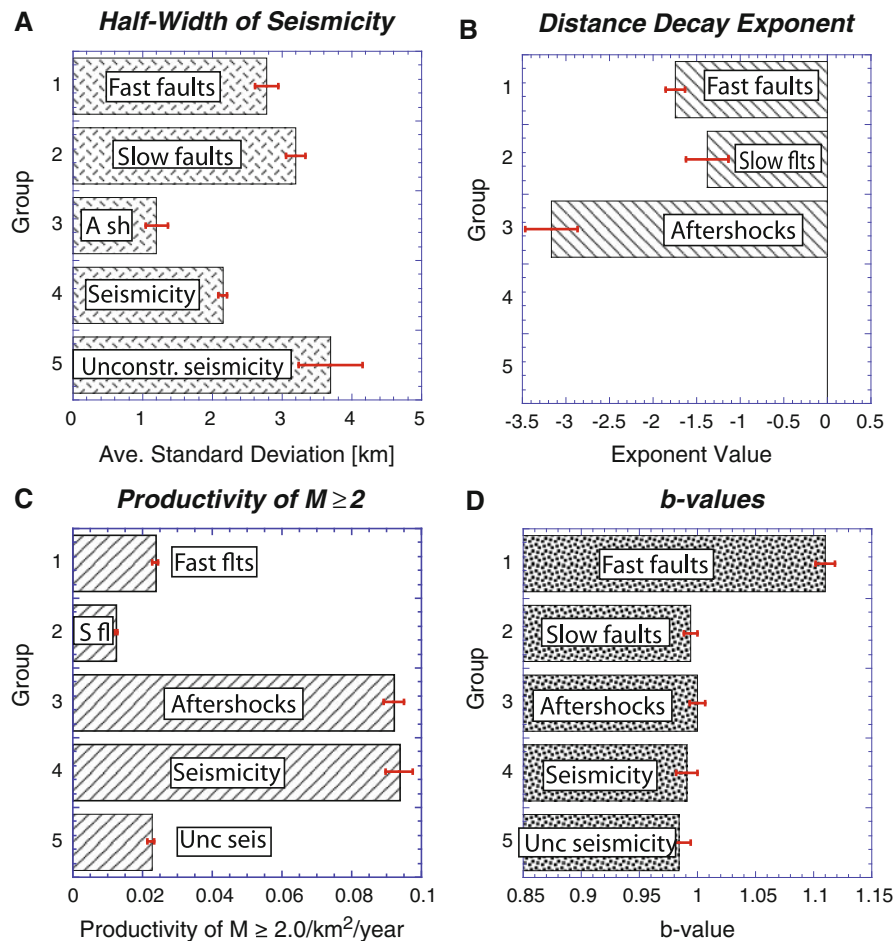 A
Half-Width of Seismicity
Group
1
Fast faults
2
Slow faults
3
A sh
4
Seismicity
5
Unconstr. seismicity
0 1 2 3 4 5
Ave. Standard Deviation [km]
B
Distance Decay Exponent
Group
1
Fast faults
2
Slow flts
3
Aftershocks
4
5
-3.5 -3 -2.5 -2 -1.5 -1 -0.5 0 0.5
Exponent Value
C
Productivity of M ≥2
Group
1
Fast flts
2
S fl
3
Aftershocks
4
Seismicity
5
Unc seis
0 0.02 0.04 0.06 0.08 0.1
Productivity of M ≥ 2.0/km²/year
D
b-values
Group
1
Fast faults
2
Slow faults
3
Aftershocks
4
Seismicity
5
Unc seismicity
0.85 0.9 0.95 1 1.05 1.1 1.15
b-value